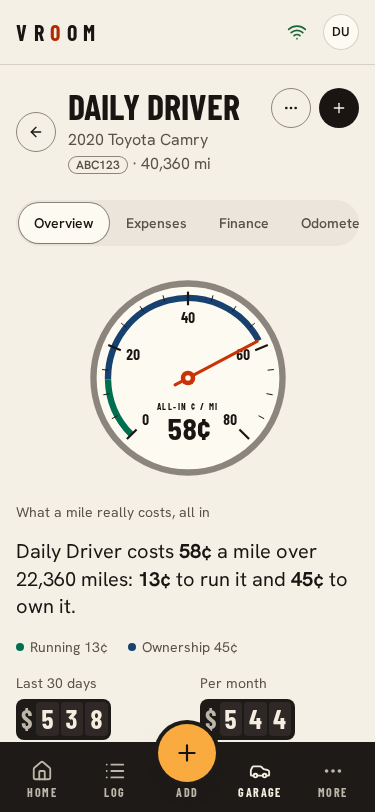 VROOM
DU
DAILY DRIVER
2020 Toyota Camry
ABC123 · 40,360 mi
Overview Expenses Finance Odomete
40
20 60
0 80
ALL-IN ¢ / MI
58¢
What a mile really costs, all in
Daily Driver costs 58¢ a mile over
22,360 miles: 13¢ to run it and 45¢ to
own it.
Running 13¢ Ownership 45¢
Last 30 days Per month
$538 $544
HOME LOG ADD GARAGE MORE